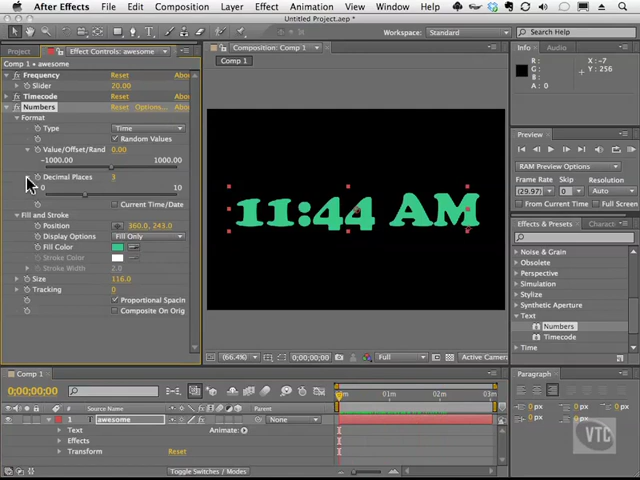 After Effects File Edit Composition Layer Effect Animation View Window Help
Untitled Project.aep *
Workspace: Standard
Search Help
Project Effect Controls: awesome
Composition: Comp 1
Info Audio
Comp 1 • awesome
Comp 1
Frequency Reset Abou
Slider 20.00
Timecode Reset Abou
Numbers Reset Options... Abou
Format
Type Time
Random Values
Value/Offset/Rand 0.00
-1000.00 1000.00
Decimal Places 3
0 10
Current Time/Date
Fill and Stroke
Position 360.0, 243.0
Display Options Fill Only
Fill Color
Stroke Color
Stroke Width 2.0
Size 116.0
Tracking 0
Proportional Spacin
Composite On Orig
11:44 AM
R :
G :
B :
A :
X : -7
Y : 256
Preview
RAM Preview Options
Frame Rate Skip Resolution
(29.97) 0 Auto
From Current Time Full
Effects & Presets Charact
Noise & Grain
Obsolete
Perspective
Simulation
Stylize
Synthetic Aperture
Text
Numbers
Timecode
Time
(66.4%) 0;00;00;00 Full Active Camera
Comp 1
0;00;00;00
01m 02m 03m
# Source Name Parent
1 awesome None
Text Animate:
Effects
Transform Reset
Toggle Switches / Modes
Paragraph
0 px 0 px
0 px 0 px
0 px
VTC